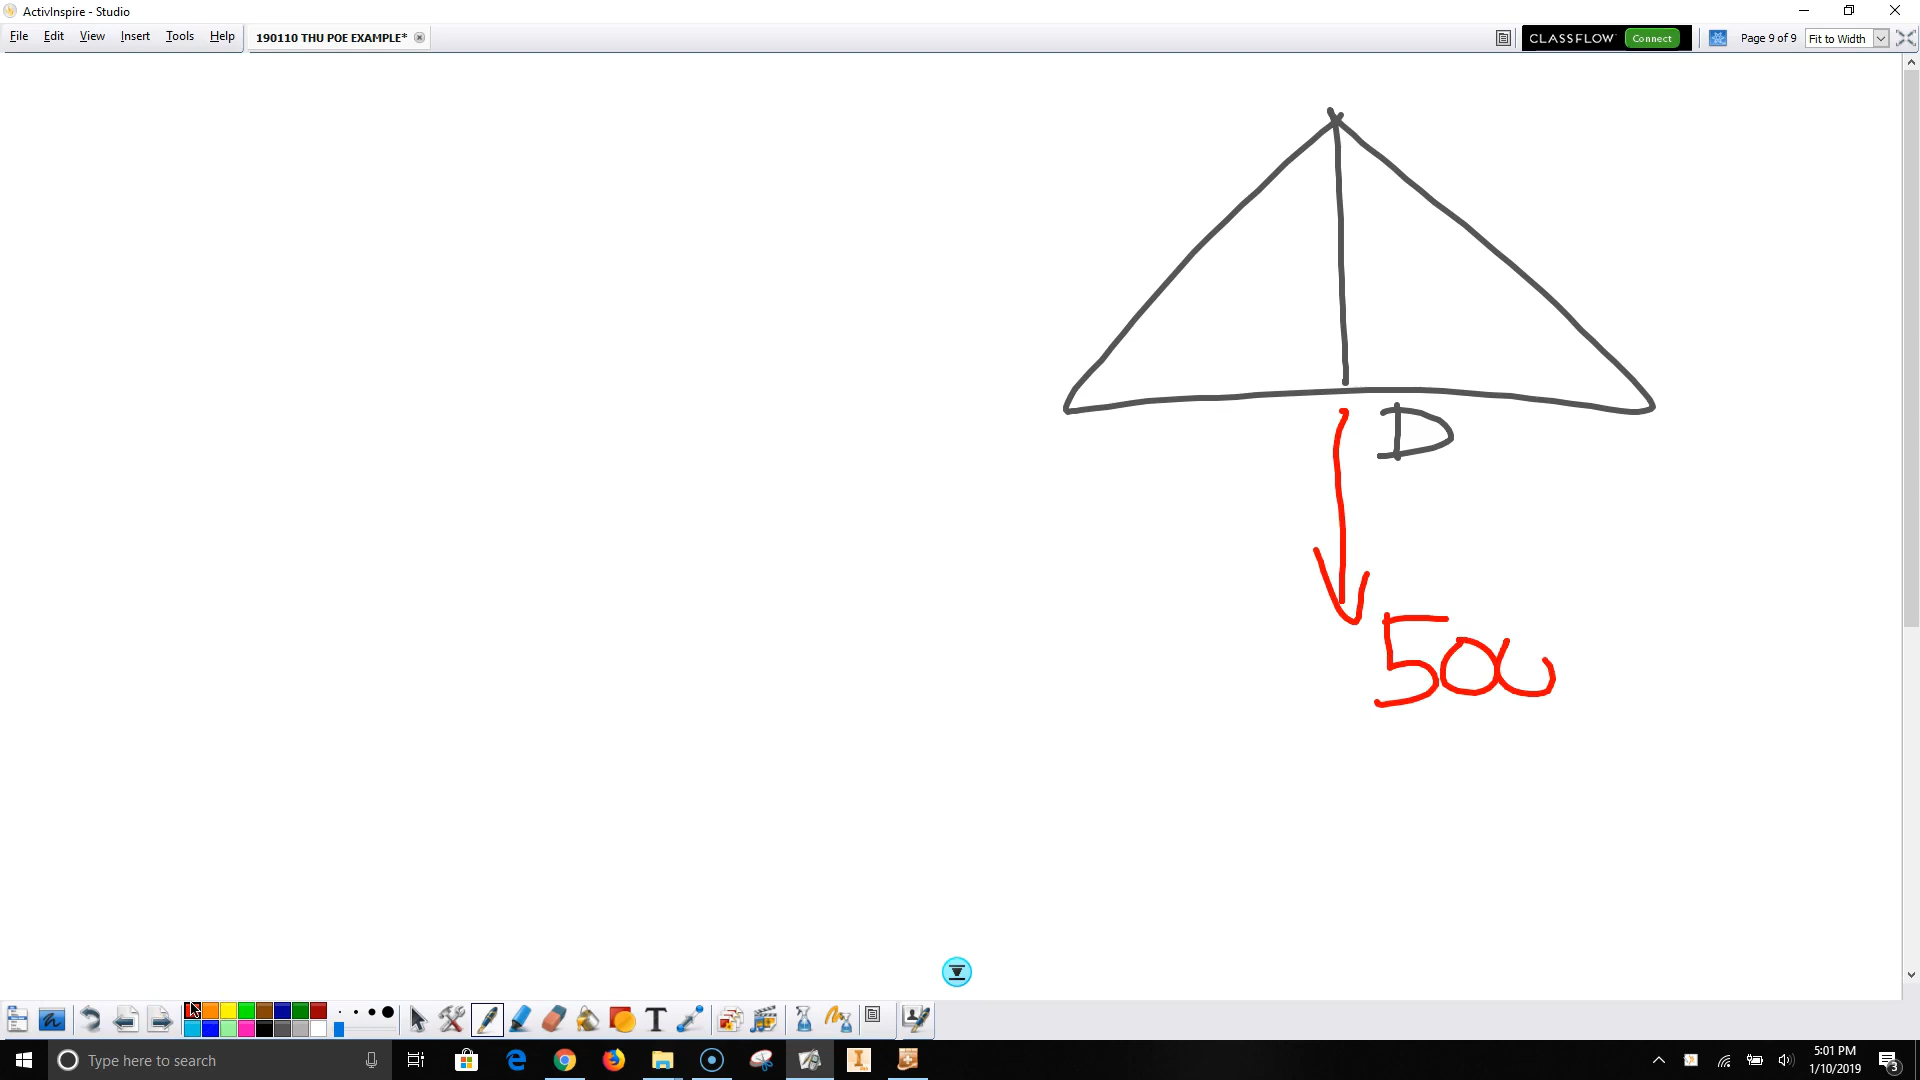 ActivInspire - Studio
File Edit View Insert Tools Help
190110 THU POE EXAMPLE*
CLASSFLOW Connect
Page 9 of 9
Fit to Width
D
500
T
Type here to search
5:01 PM
1/10/2019
3